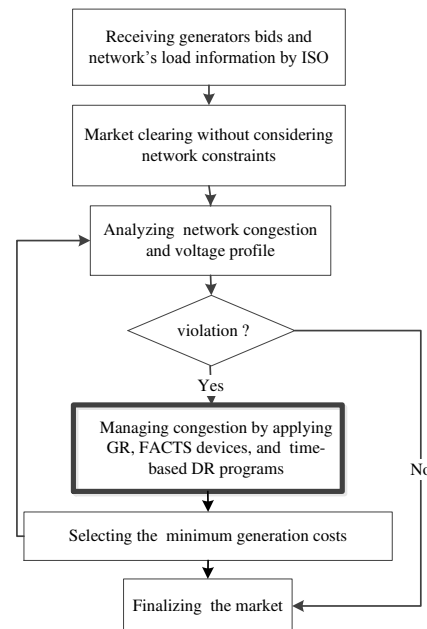 Receiving generators bids and
network's load information by ISO
Market clearing without considering
network constraints
Analyzing network congestion
and voltage profile
violation ?
Yes
Managing congestion by applying
GR, FACTS devices, and time-
based DR programs
No
Selecting the minimum generation costs
Finalizing the market